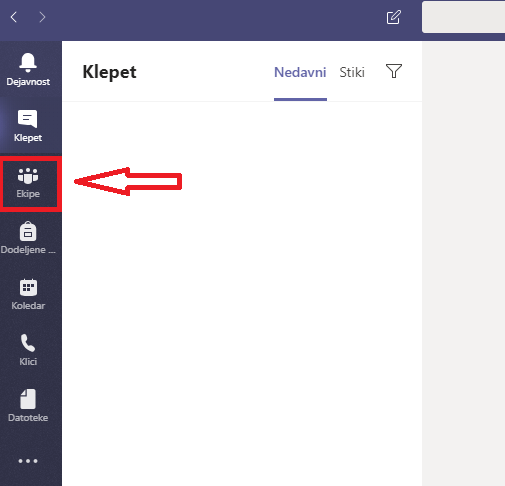 Dejavnost
Klepet
Ekipe
Dodeljene ...
Koledar
Klici
Datoteke
Klepet
Nedavni
Stiki